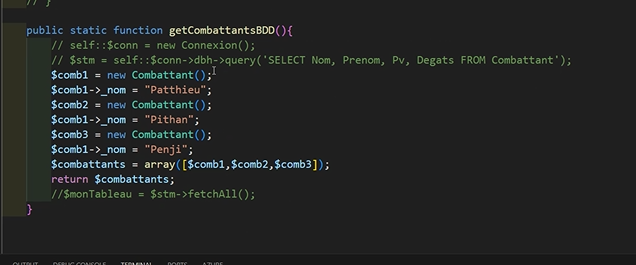 // }
public static function getCombattantsBDD(){
// self::$conn = new Connexion();
// $stm = self::$conn->dbh->query('SELECT Nom, Prenom, Pv, Degats FROM Combattant');
$comb1 = new Combattant();
$comb1->_nom = "Patthieu";
$comb2 = new Combattant();
$comb1->_nom = "Pithan";
$comb3 = new Combattant();
$comb1->_nom = "Penji";
$combattants = array([$comb1,$comb2,$comb3]);
return $combattants;
//$monTableau = $stm->fetchAll();
}
OUTPUT DEBUG CONSOLE TERMINAL PORTS AZURE